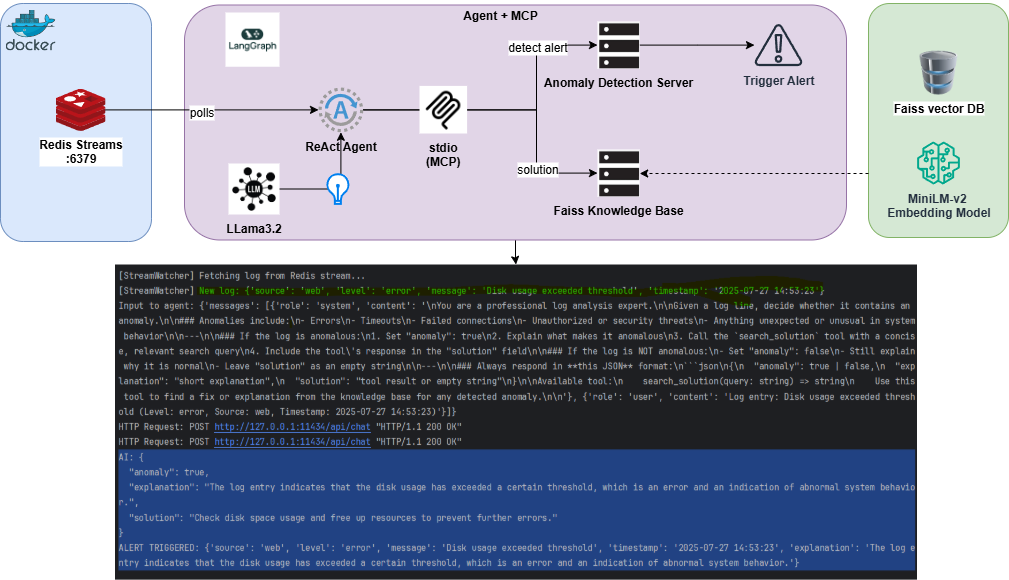 docker
Redis Streams
:6379
polls
Agent + MCP
LangGraph
ReAct Agent
LLM
LLama3.2
stdio
(MCP)
detect alert
Anomaly Detection Server
Trigger Alert
solution
Faiss Knowledge Base
Faiss vector DB
MiniLM-v2
Embedding Model
[StreamWatcher] Fetching log from Redis stream...
[StreamWatcher] New log: {'source': 'web', 'level': 'error', 'message': 'Disk usage exceeded threshold', 'timestamp': '2025-07-27 14:53:23'}
Input to agent: {'messages': [{'role': 'system', 'content': '\nYou are a professional log analysis expert.\n\nGiven a log line, decide whether it contains an
anomaly.\n\n### Anomalies include:\n- Errors\n- Timeouts\n- Failed connections\n- Unauthorized or security threats\n- Anything unexpected or unusual in system
behavior\n\n---\n\n### If the log is anomalous:\n1. Set "anomaly": true\n2. Explain what makes it anomalous\n3. Call the `search_solution` tool with a concis
e, relevant search query\n4. Include the tool\'s response in the "solution" field\n\n### If the log is NOT anomalous:\n- Set "anomaly": false\n- Still explain
why it is normal\n- Leave "solution" as an empty string\n\n---\n\n### Always respond in **this JSON** format:\n```json\n{\n  "anomaly": true | false,\n  "exp
lanation": "short explanation",\n  "solution": "tool result or empty string"\n}\n\nAvailable tool:\n    search_solution(query: string) => string\n    Use this
tool to find a fix or explanation from the knowledge base for any detected anomaly.\n\n'}, {'role': 'user', 'content': 'Log entry: Disk usage exceeded thresh
old (Level: error, Source: web, Timestamp: 2025-07-27 14:53:23)'}]}
HTTP Request: POST http://127.0.0.1:11434/api/chat "HTTP/1.1 200 OK"
HTTP Request: POST http://127.0.0.1:11434/api/chat "HTTP/1.1 200 OK"
AI: {
"anomaly": true,
"explanation": "The log entry indicates that the disk usage has exceeded a certain threshold, which is an error and an indication of abnormal system behavio
r.",
"solution": "Check disk space usage and free up resources to prevent further errors."
}
ALERT TRIGGERED: {'source': 'web', 'level': 'error', 'message': 'Disk usage exceeded threshold', 'timestamp': '2025-07-27 14:53:23', 'explanation': 'The log e
ntry indicates that the disk usage has exceeded a certain threshold, which is an error and an indication of abnormal system behavior.'}